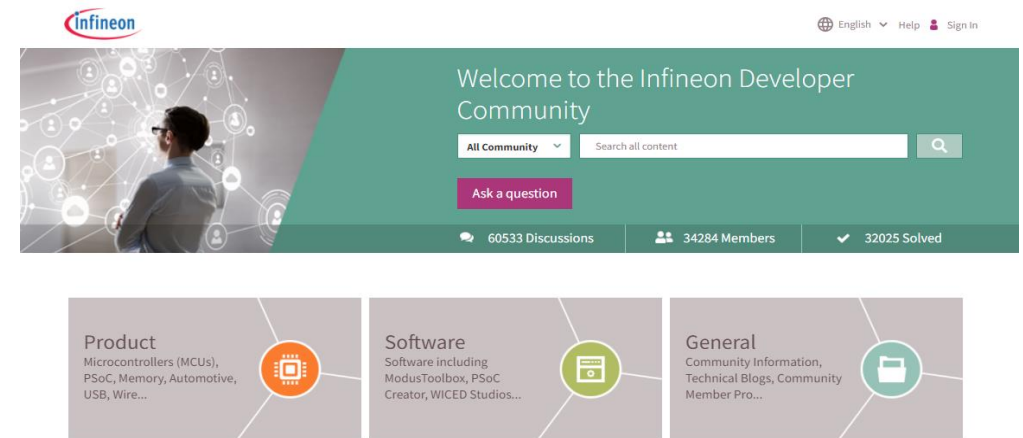 infineon
English Help Sign In
Welcome to the Infineon Developer
Community
All Community Search all content
Ask a question
60533 Discussions 34284 Members 32025 Solved
Product
Microcontrollers (MCUs),
PSoC, Memory, Automotive,
USB, Wire...
Software
Software including
ModusToolbox, PSoC
Creator, WICED Studios...
General
Community Information,
Technical Blogs, Community
Member Pro...